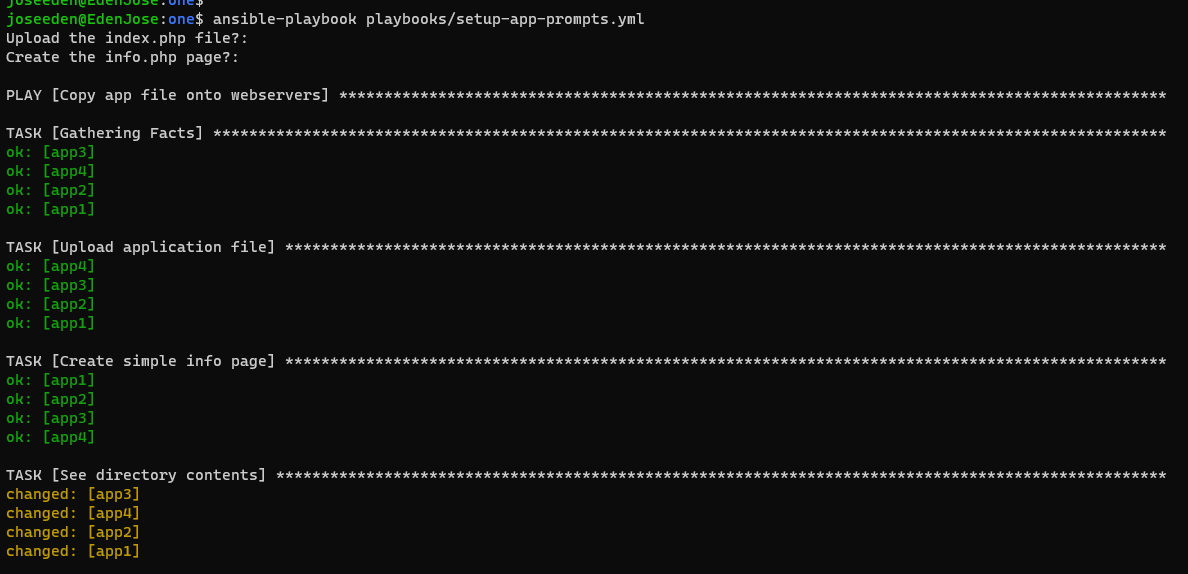 joseeden@EdenJose:one$
joseeden@EdenJose:one$ ansible-playbook playbooks/setup-app-prompts.yml
Upload the index.php file?:
Create the info.php page?:
PLAY [Copy app file onto webservers] ********************************************************************************************
TASK [Gathering Facts] **********************************************************************************************************
ok: [app3]
ok: [app4]
ok: [app2]
ok: [app1]
TASK [Upload application file] **************************************************************************************************
ok: [app4]
ok: [app3]
ok: [app2]
ok: [app1]
TASK [Create simple info page] **************************************************************************************************
ok: [app1]
ok: [app2]
ok: [app3]
ok: [app4]
TASK [See directory contents] ***************************************************************************************************
changed: [app3]
changed: [app4]
changed: [app2]
changed: [app1]